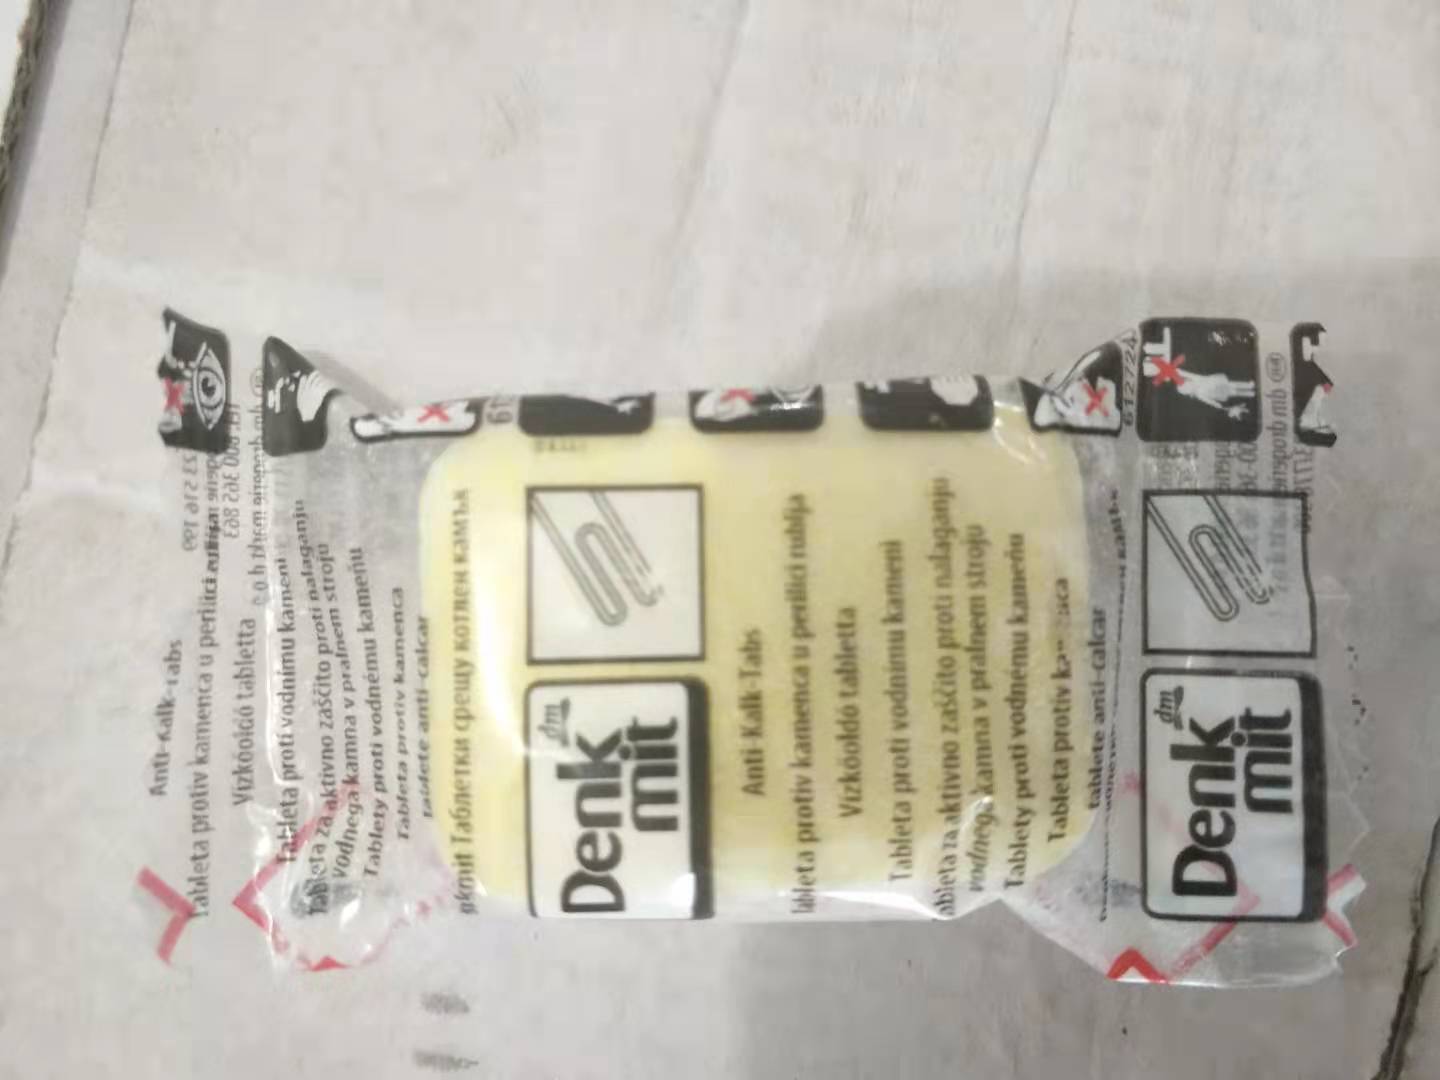 Anti-Kalk-Tabs
Tableta protiv kamenca u perilici rublja
Vízkőoldó tabletta
Tableta proti vodnímu kameni
Tableta za aktivno zaščito proti nalaganju
vodnega kamna v pralnem stroju
Tablety proti vodnému kameňu
Tableta protiv kamenca
tablete anti-calcar
Таблетки срещу котлен камък
dm
Denk
mit
Anti-Kalk-Tabs
Tableta protiv kamenca u perilici rublja
Vízkőoldó tabletta
Tableta proti vodnímu kameni
Tableta za aktivno zaščito proti nalaganju
vodnega kamna v pralnem stroju
Tablety proti vodnému kameňu
Tableta protiv
tablete anti-calcar
612724
dm
Denk
mit